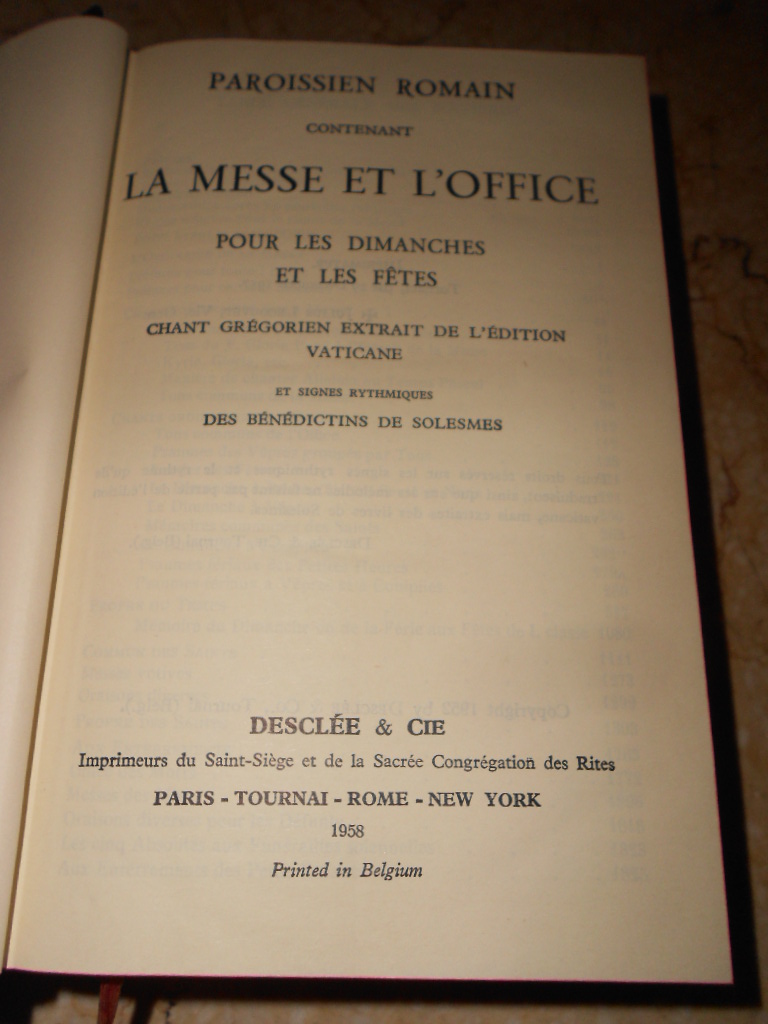 PAROISSIEN ROMAIN
CONTENANT
LA MESSE ET L'OFFICE
POUR LES DIMANCHES
ET LES FÊTES
CHANT GRÉGORIEN EXTRAIT DE L'ÉDITION
VATICANE
ET SIGNES RYTHMIQUES
DES BÉNÉDICTINS DE SOLESMES
DESCLÉE & CIE
Imprimeurs du Saint-Siège et de la Sacrée Congrégation des Rites
PARIS - TOURNAI - ROME - NEW YORK
1958
Printed in Belgium